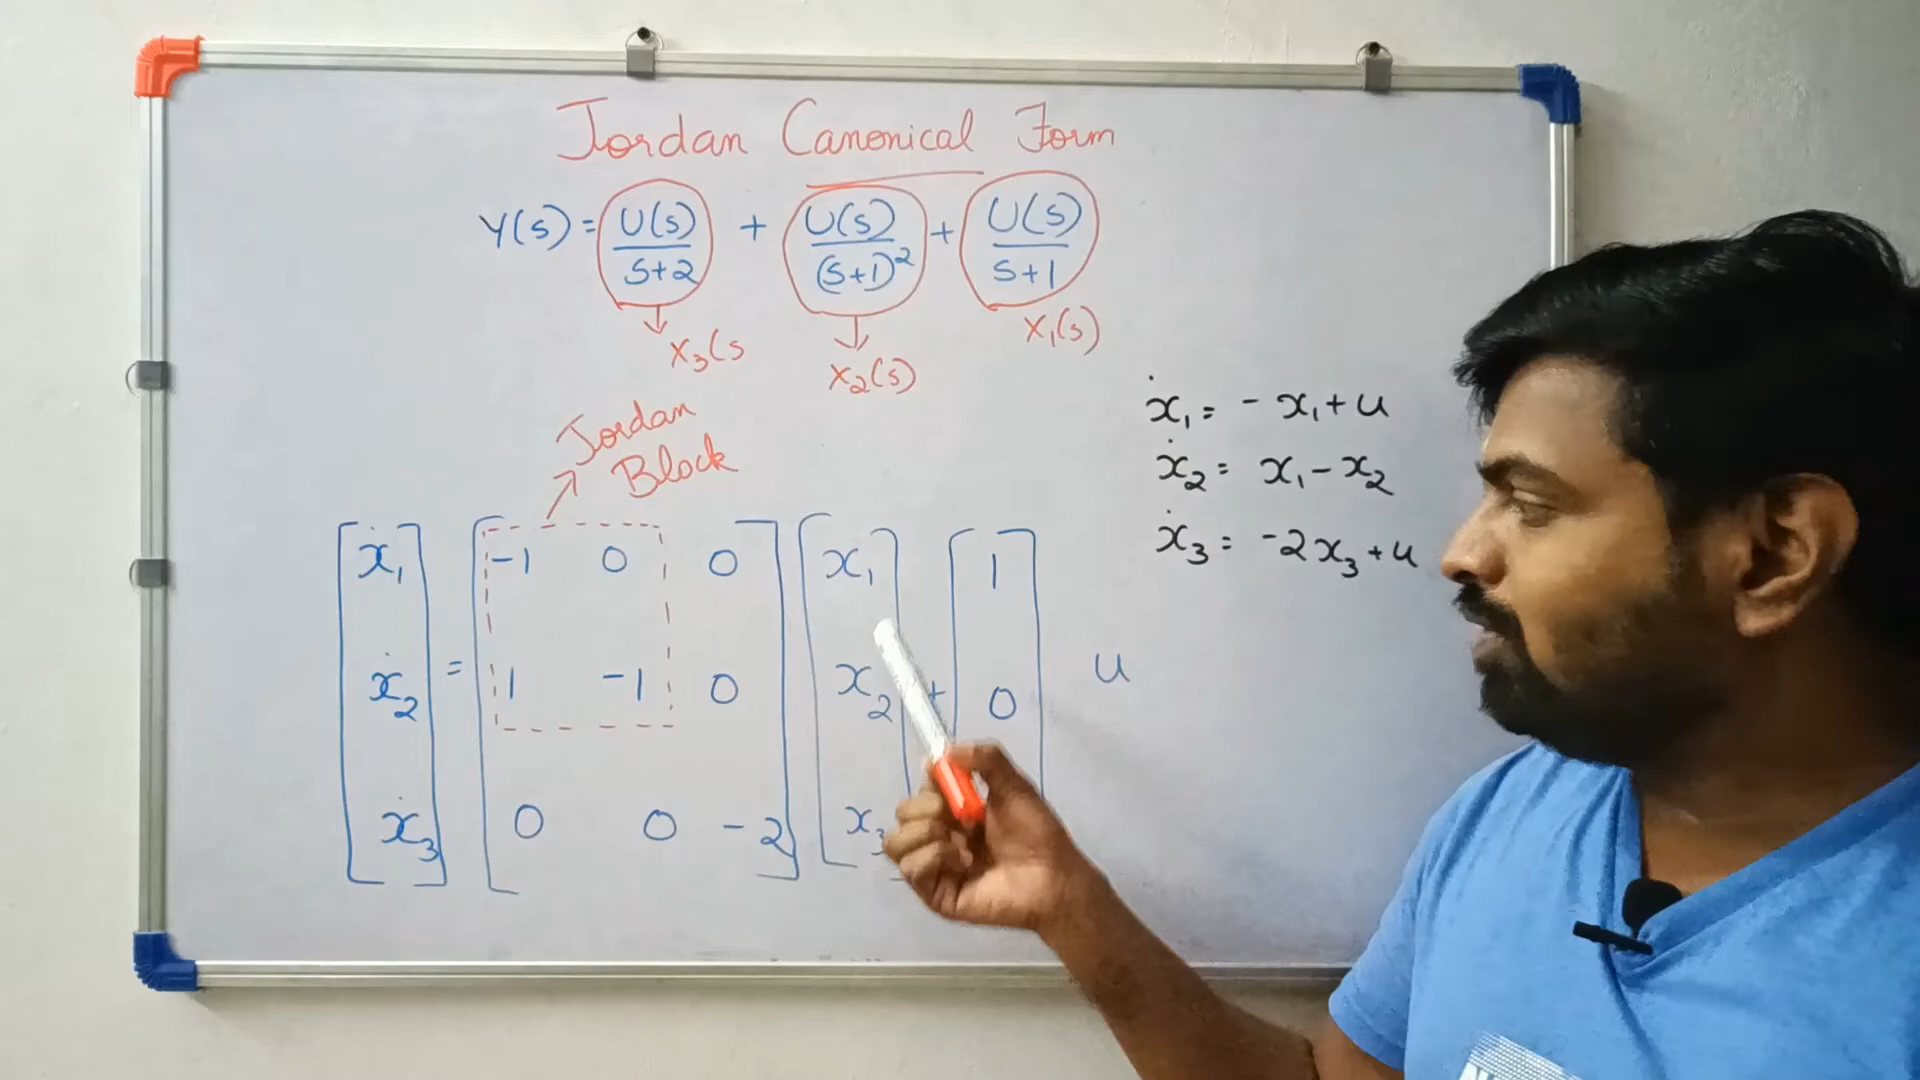 Jordan Canonical Form
Y(s) = U(s)/s+2 + U(s)/(s+1)² + U(s)/s+1
X₃(s
X₂(s)
X₁(s)
Jordan
Block
ẋ₁ = -x₁ + u
ẋ₂ = x₁ - x₂
ẋ₃ = -2x₃ + u
ẋ₁ -1 0 0 x₁ 1
ẋ₂ = 1 -1 0 x₂ + 0 u
ẋ₃ 0 0 -2 x₃